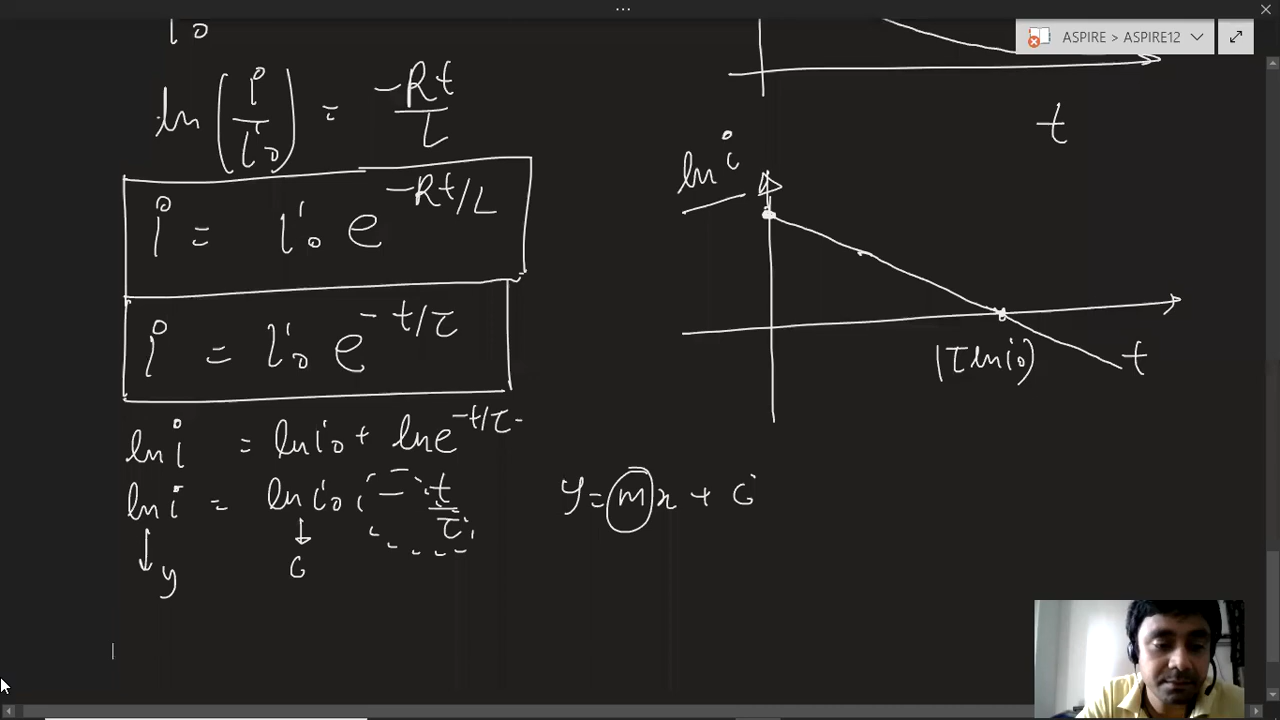 i₀
ln(i/i₀) = -Rt/L
i = i₀ e^(-Rt/L)
i = i₀ e^(-t/τ)
ln i = ln i₀ + ln e^(-t/τ)
ln i = ln i₀ - t/τ
y
c
y = mx + c
ASPIRE > ASPIRE12
t
ln i
(τ ln i₀)
t